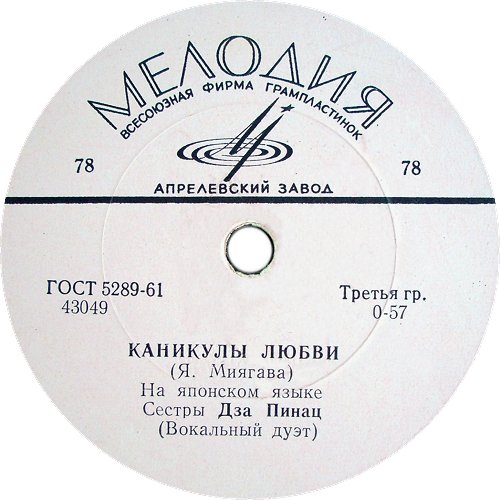 МЕЛОДИЯ
ВСЕСОЮЗНАЯ ФИРМА ГРАМПЛАСТИНОК
78
78
АПРЕЛЕВСКИЙ ЗАВОД
ГОСТ 5289-61
43049
Третья гр.
0-57
КАНИКУЛЫ ЛЮБВИ
(Я. Миягава)
На японском языке
Сестры Дза Пинац
(Вокальный дуэт)